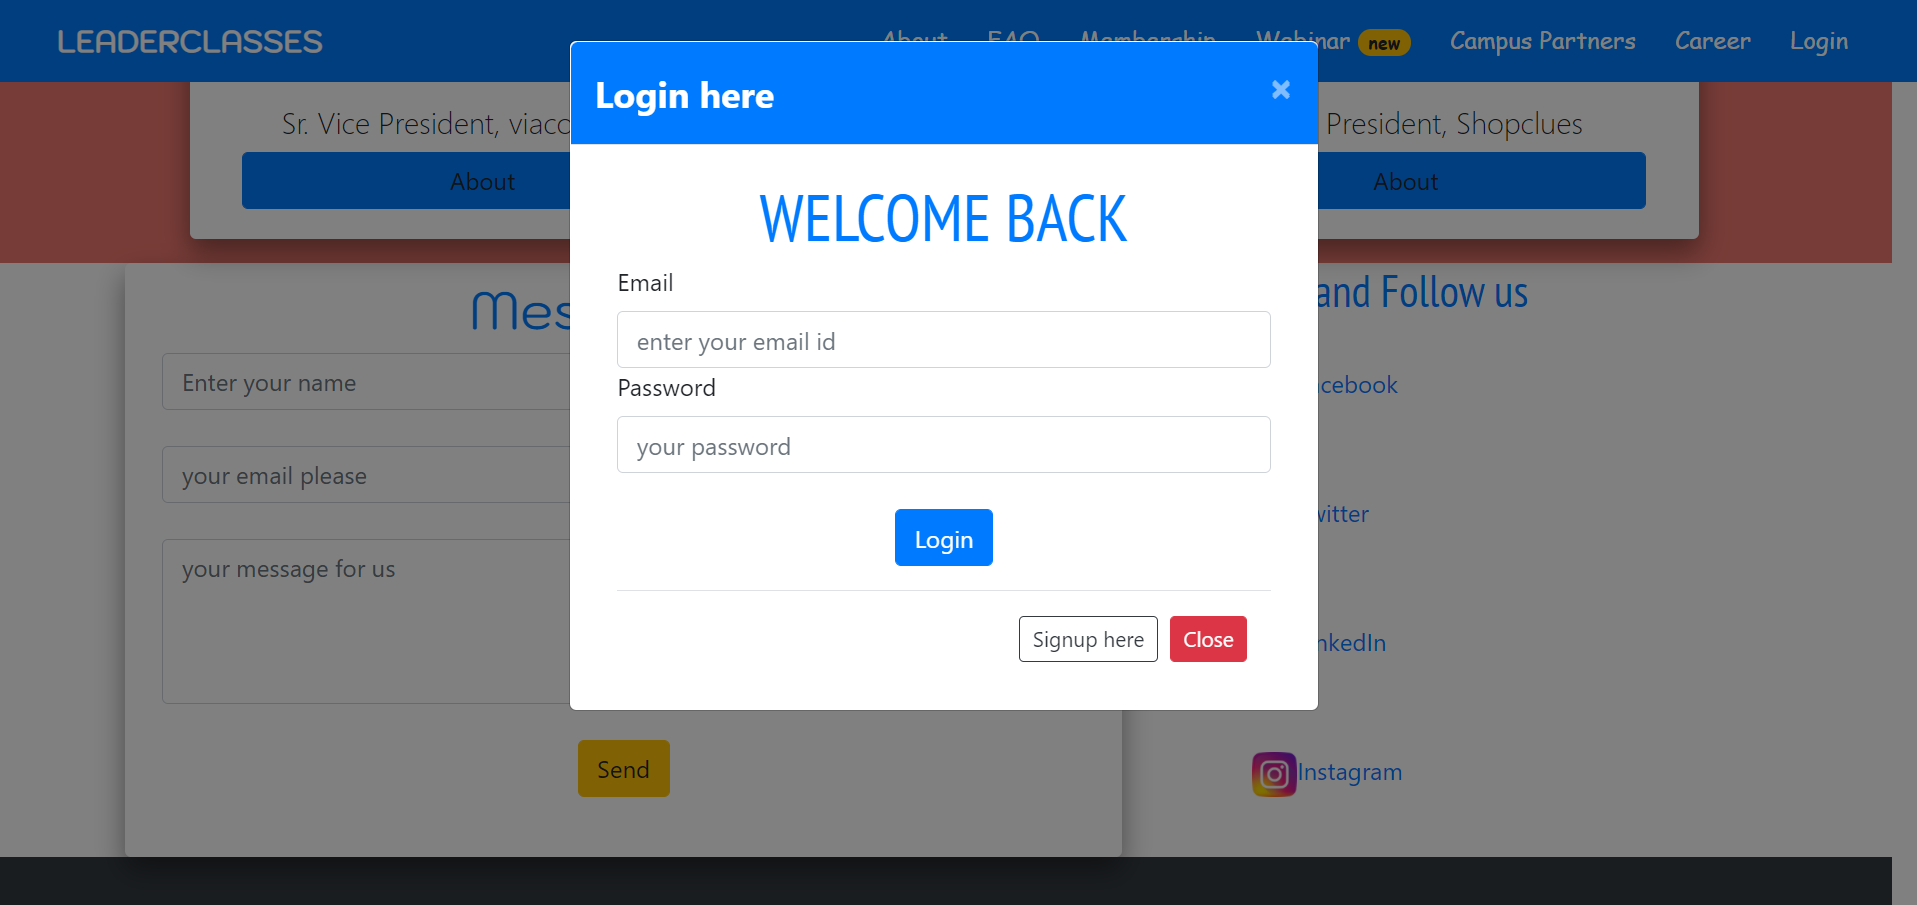 LEADERCLASSES
About FAQ Membership Webinar new Campus Partners Career Login
Login here ×
Sr. Vice President, viaco
President, Shopclues
About
About
WELCOME BACK
Email
enter your email id
Password
your password
Login
Signup here Close
Mes
Enter your name
your email please
your message for us
Send
and Follow us
cebook
witter
nkedIn
Instagram